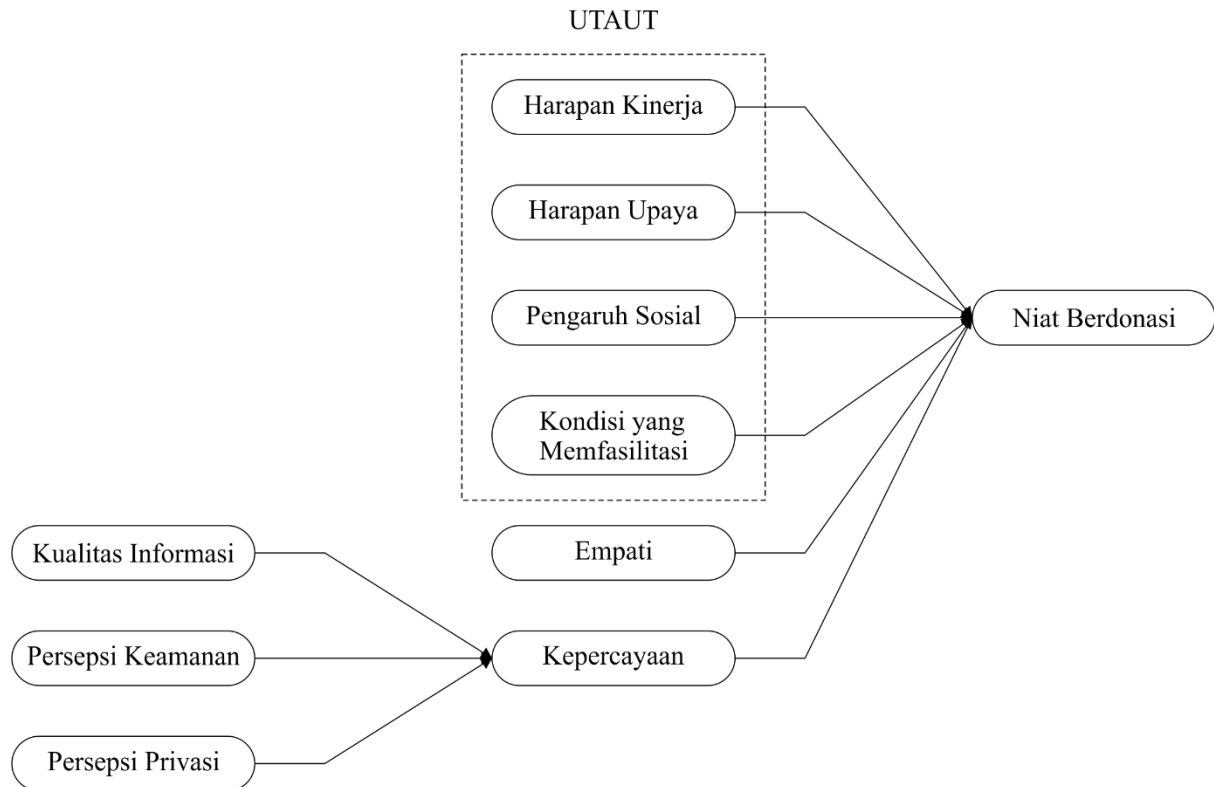 UTAUT
Harapan Kinerja
Harapan Upaya
Pengaruh Sosial
Niat Berdonasi
Kondisi yang
Memfasilitasi
Kualitas Informasi
Empati
Persepsi Keamanan
Kepercayaan
Persepsi Privasi